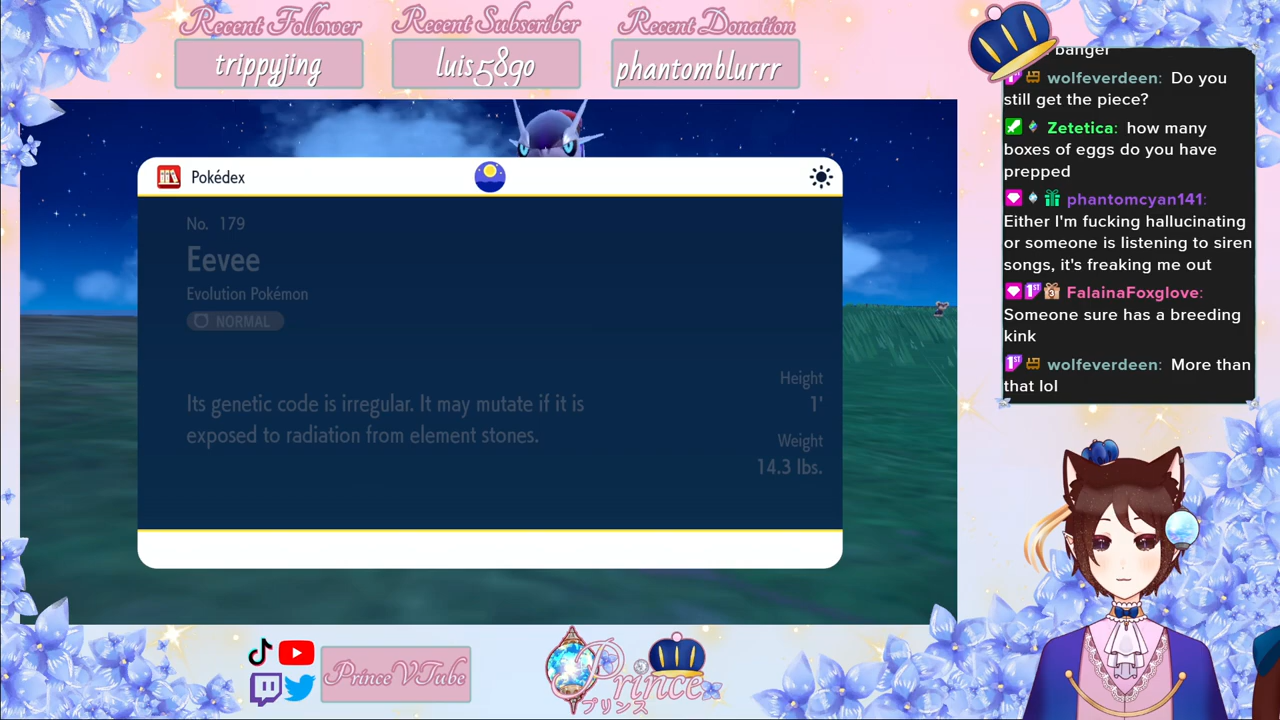 Recent Follower
trippyjing
Recent Subscriber
luis5890
Recent Donation
phantomblurrr
banger
wolfeverdeen: Do you
still get the piece?
Zetetica: how many
boxes of eggs do you have
prepped
phantomcyan141:
Either I'm fucking hallucinating
or someone is listening to siren
songs, it's freaking me out
FalainaFoxglove:
Someone sure has a breeding
kink
wolfeverdeen: More than
that lol
Pokédex
No. 179
Eevee
Evolution Pokémon
NORMAL
Its genetic code is irregular. It may mutate if it is
exposed to radiation from element stones.
Height
1'
Weight
14.3 lbs.
PrinceVTube
Prince
プリンス